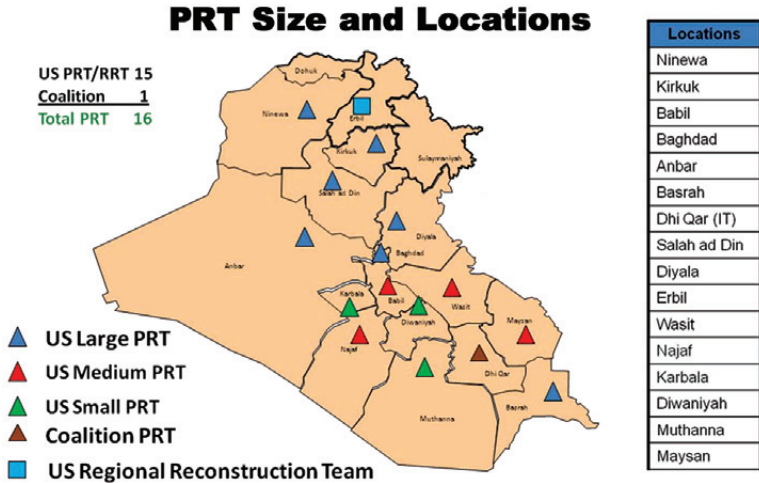 PRT Size and Locations
US PRT/RRT 15
Coalition 1
Total PRT 16
Dohuk
Ninewa
Erbil
Kirkuk
Sulaymaniyah
Salah ad Din
Diyala
Anbar
Baghdad
Karbala
Babil
Wasit
Diwaniyah
Maysan
Najaf
Dhi Qar
Muthanna
Basrah
US Large PRT
US Medium PRT
US Small PRT
Coalition PRT
US Regional Reconstruction Team
Locations
Ninewa
Kirkuk
Babil
Baghdad
Anbar
Basrah
Dhi Qar (IT)
Salah ad Din
Diyala
Erbil
Wasit
Najaf
Karbala
Diwaniyah
Muthanna
Maysan